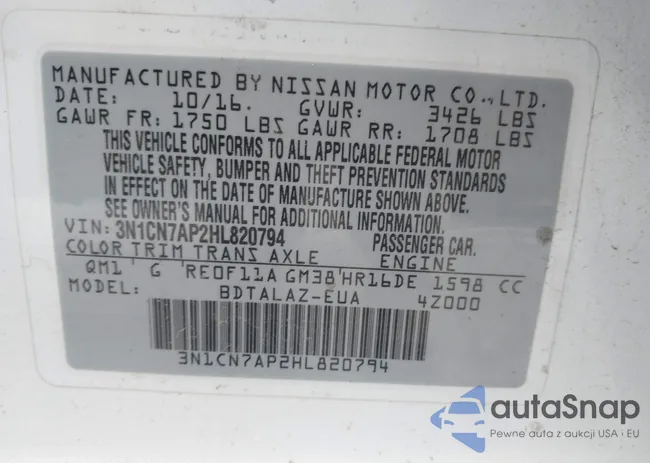 MANUFACTURED BY NISSAN MOTOR CO., LTD.
DATE: 10/16. GVWR: 3426 LBS
GAWR FR: 1750 LBS GAWR RR: 1708 LBS
THIS VEHICLE CONFORMS TO ALL APPLICABLE FEDERAL MOTOR
VEHICLE SAFETY, BUMPER AND THEFT PREVENTION STANDARDS
IN EFFECT ON THE DATE OF MANUFACTURE SHOWN ABOVE.
SEE OWNER'S MANUAL FOR ADDITIONAL INFORMATION.
VIN: 3N1CN7AP2HL820794 PASSENGER CAR.
COLOR TRIM TRANS AXLE ENGINE
QM1 ' G 'RE0F11A GM38'HR16DE 1598 CC
BDTALAZ-EUA 4Z000
3N1CN7AP2HL820794
autoSnap
Pewne auta z aukcji USA i EU